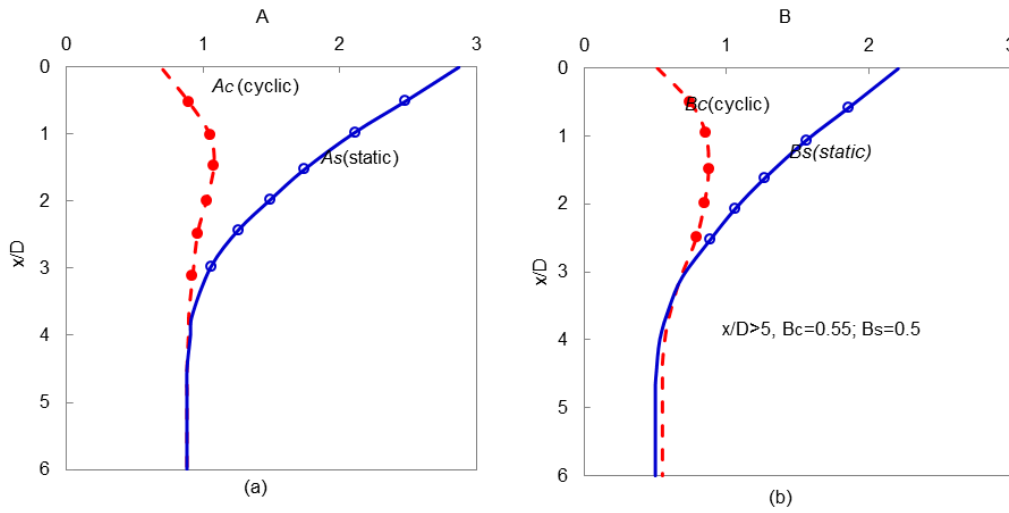 A
0 1 2 3
0
1
2
3
4
5
6
x/D
Ac (cyclic)
As(static)
(a)
B
0 1 2 3
0
1
2
3
4
5
6
x/D
Bc(cyclic)
Bs(static)
x/D>5, Bc=0.55; Bs=0.5
(b)